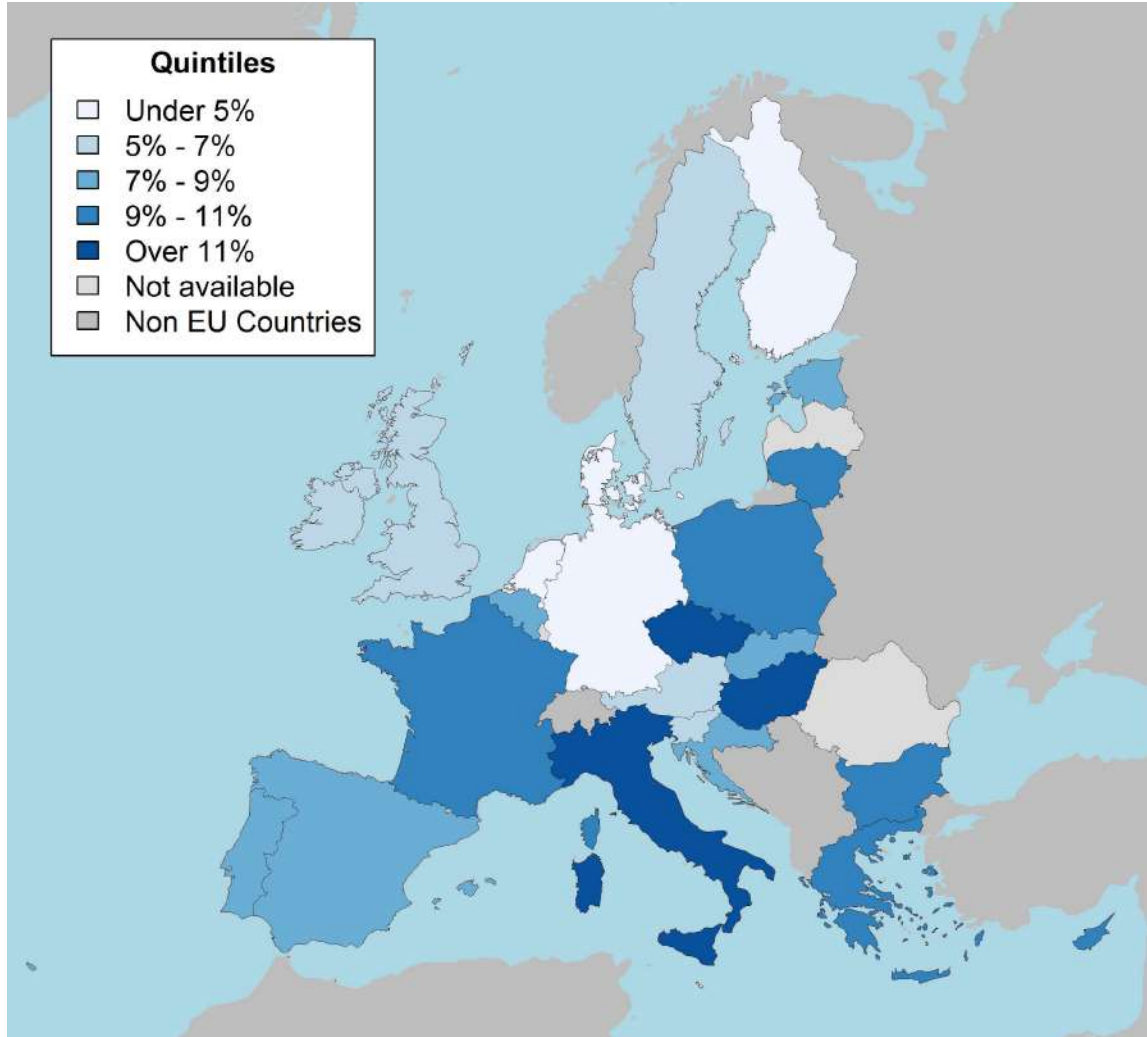 Quintiles
Under 5%
5% - 7%
7% - 9%
9% - 11%
Over 11%
Not available
Non EU Countries